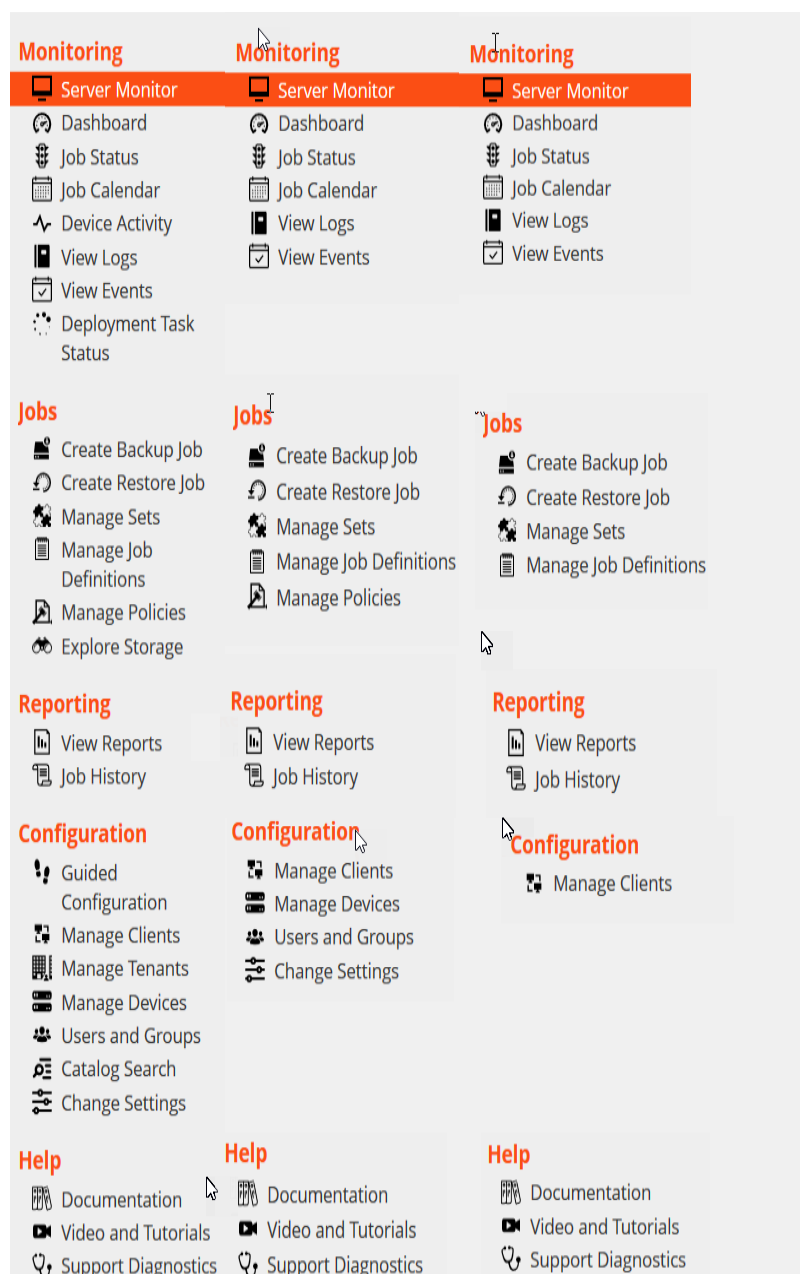 Monitoring
Server Monitor
Dashboard
Job Status
Job Calendar
Device Activity
View Logs
View Events
Deployment Task
Status
Jobs
Create Backup Job
Create Restore Job
Manage Sets
Manage Job
Definitions
Manage Policies
Explore Storage
Reporting
View Reports
Job History
Configuration
Guided
Configuration
Manage Clients
Manage Tenants
Manage Devices
Users and Groups
Catalog Search
Change Settings
Help
Documentation
Video and Tutorials
Support Diagnostics
Monitoring
Server Monitor
Dashboard
Job Status
Job Calendar
View Logs
View Events
Jobs
Create Backup Job
Create Restore Job
Manage Sets
Manage Job Definitions
Manage Policies
Reporting
View Reports
Job History
Configuration
Manage Clients
Manage Devices
Users and Groups
Change Settings
Help
Documentation
Video and Tutorials
Support Diagnostics
Monitoring
Server Monitor
Dashboard
Job Status
Job Calendar
View Logs
View Events
Jobs
Create Backup Job
Create Restore Job
Manage Sets
Manage Job Definitions
Reporting
View Reports
Job History
Configuration
Manage Clients
Help
Documentation
Video and Tutorials
Support Diagnostics